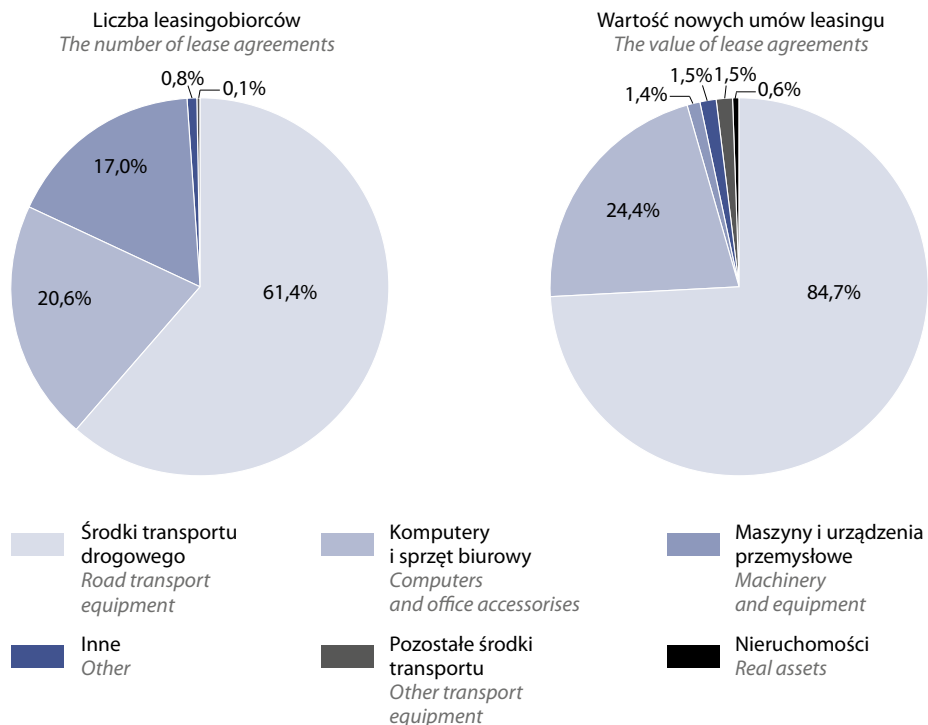 Liczba leasingobiorców
The number of lease agreements
0,8%
0,1%
17,0%
20,6%
61,4%
Wartość nowych umów leasingu
The value of lease agreements
1,5%
1,5%
1,4%
0,6%
24,4%
84,7%
Środki transportu
drogowego
Road transport
equipment
Komputery
i sprzęt biurowy
Computers
and office accessorises
Maszyny i urządzenia
przemysłowe
Machinery
and equipment
Inne
Other
Pozostałe środki
transportu
Other transport
equipment
Nieruchomości
Real assets